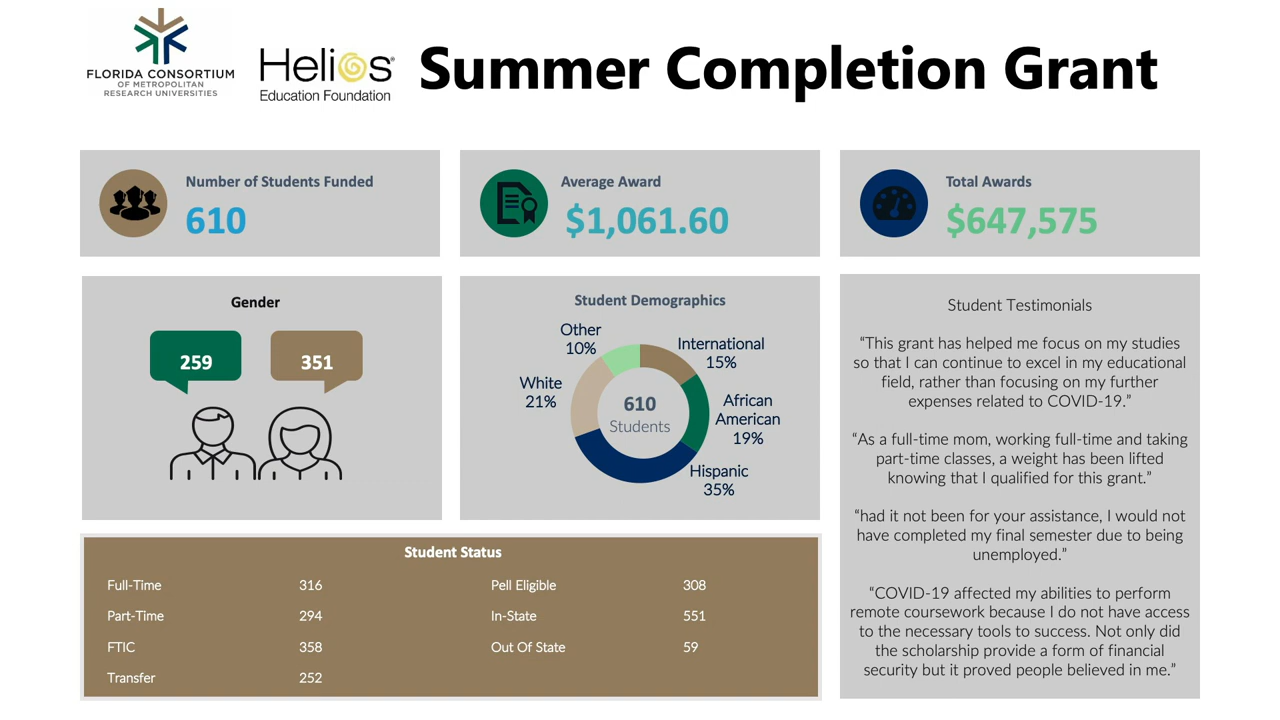 FLORIDA CONSORTIUM
OF METROPOLITAN
RESEARCH UNIVERSITIES
Helios®
Education Foundation
Summer Completion Grant
Number of Students Funded
610
Average Award
$1,061.60
Total Awards
$647,575
Gender
259
351
Student Demographics
Other
10%
International
15%
White
21%
African
American
19%
610
Students
Hispanic
35%
Student Testimonials
“This grant has helped me focus on my studies
so that I can continue to excel in my educational
field, rather than focusing on my further
expenses related to COVID-19.”
“As a full-time mom, working full-time and taking
part-time classes, a weight has been lifted
knowing that I qualified for this grant.”
“had it not been for your assistance, I would not
have completed my final semester due to being
unemployed.”
“COVID-19 affected my abilities to perform
remote coursework because I do not have access
to the necessary tools to success. Not only did
the scholarship provide a form of financial
security but it proved people believed in me.”
Student Status
Full-Time 316 Pell Eligible 308
Part-Time 294 In-State 551
FTIC 358 Out Of State 59
Transfer 252